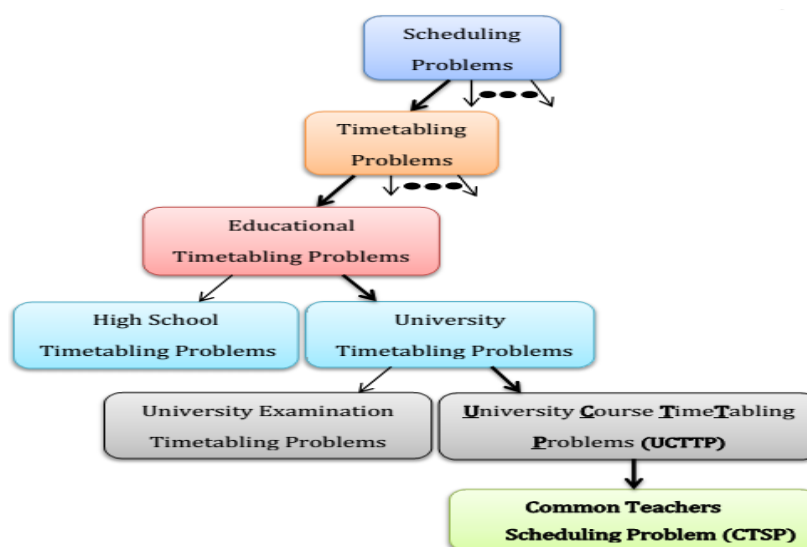 Scheduling
Problems
Timetabling
Problems
Educational
Timetabling Problems
High School
Timetabling Problems
University
Timetabling Problems
University Examination
Timetabling Problems
University Course TimeTabling
Problems (UCTTP)
Common Teachers
Scheduling Problem (CTSP)